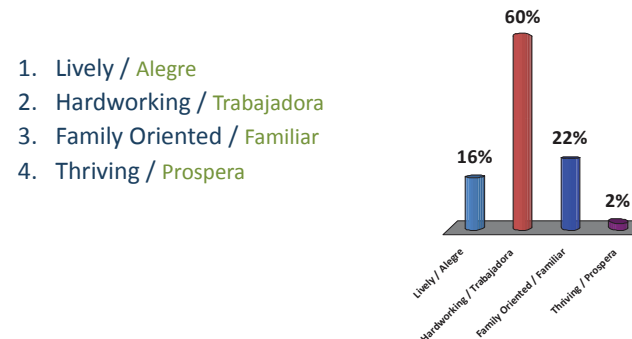 1. Lively / Alegre
2. Hardworking / Trabajadora
3. Family Oriented / Familiar
4. Thriving / Prospera
60%
22%
16%
2%
Lively / Alegre
Hardworking / Trabajadora
Family Oriented / Familiar
Thriving / Prospera